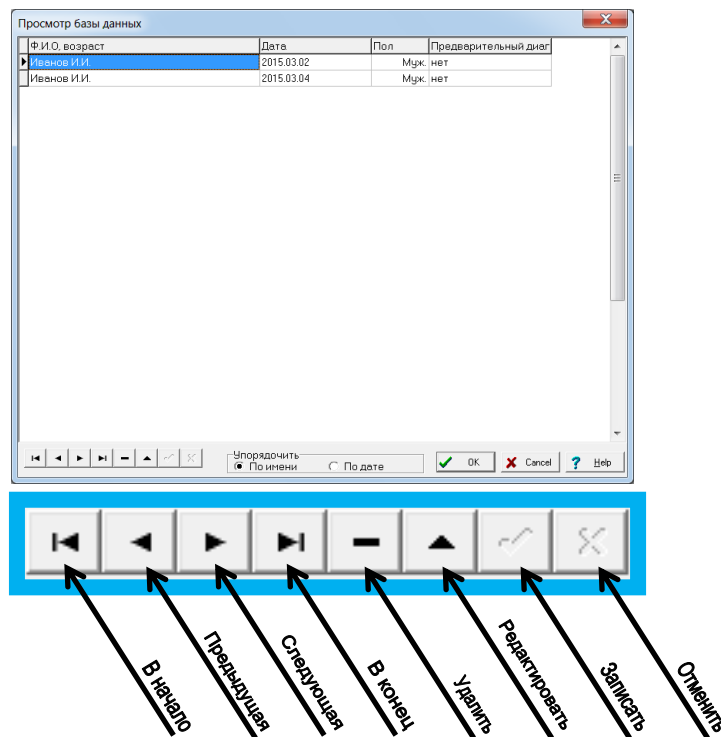 Просмотр базы данных
Ф.И.О, возраст Дата Пол Предварительный диаг
Иванов И.И. 2015.03.02 Муж. нет
Иванов И.И. 2015.03.04 Муж. нет
Упорядочить
По имени По дате OK Cancel ? Help
В начало
Предыдущая
Следующая
В конец
Удалить
Редактировать
Записать
Отменить